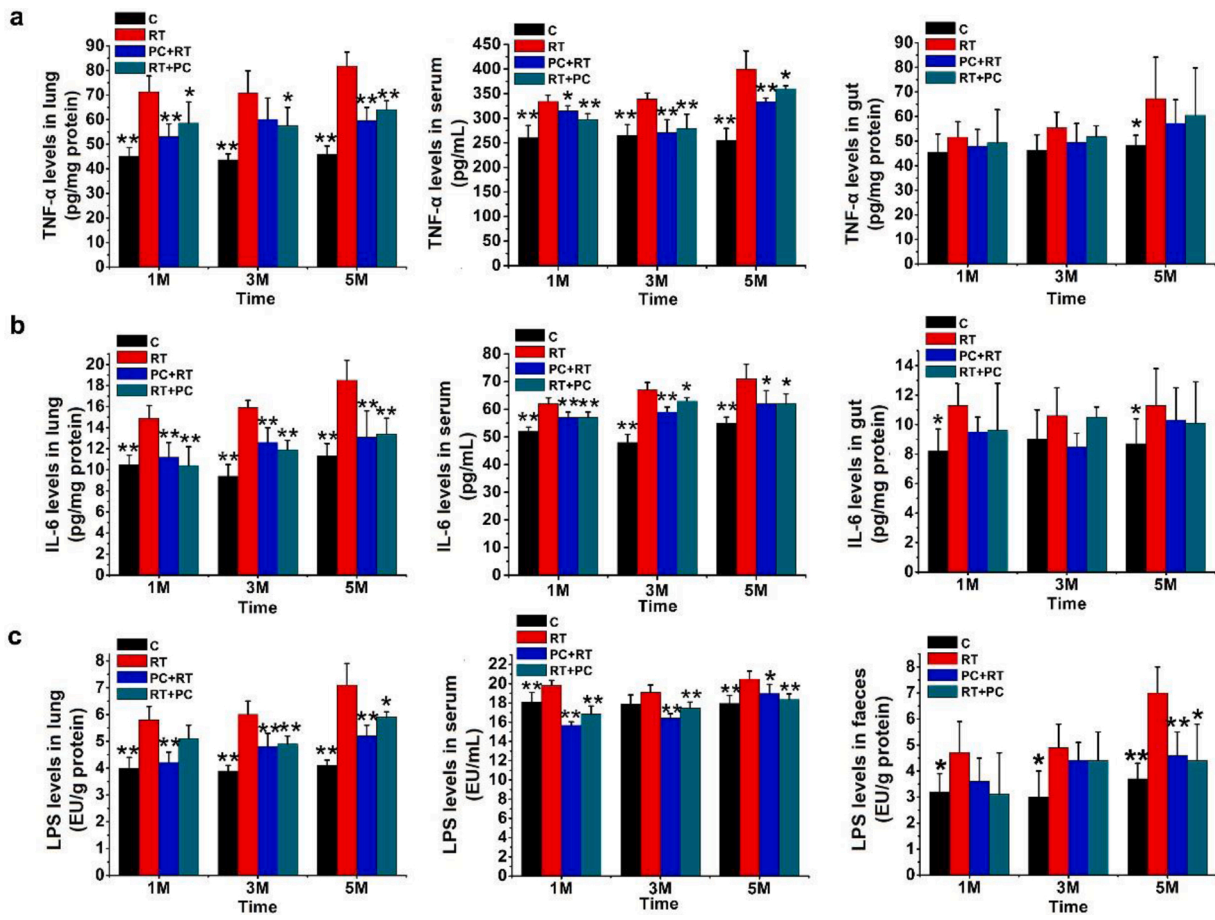 a
C
RT
PC+RT
RT+PC
TNF-α levels in lung
(pg/mg protein)
90
80
70
60
50
40
30
20
10
0
** ** *
** *
** ** **
1M 3M 5M
Time
C
RT
PC+RT
RT+PC
TNF-α levels in serum
(pg/mL)
450
400
350
300
250
200
150
100
50
0
** * **
** ** **
** ** *
1M 3M 5M
Time
C
RT
PC+RT
RT+PC
TNF-α levels in gut
(pg/mg protein)
90
80
70
60
50
40
30
20
10
0
*
1M 3M 5M
Time
b
C
RT
PC+RT
RT+PC
IL-6 levels in lung
(pg/mg protein)
20
18
16
14
12
10
8
6
4
2
0
** ** **
** ** **
** ** **
1M 3M 5M
Time
C
RT
PC+RT
RT+PC
IL-6 levels in serum
(pg/mL)
80
70
60
50
40
30
20
10
0
** ** **
** ** *
** * *
1M 3M 5M
Time
C
RT
PC+RT
RT+PC
IL-6 levels in gut
(pg/mg protein)
14
12
10
8
6
4
2
0
*
*
1M 3M 5M
Time
c
C
RT
PC+RT
RT+PC
LPS levels in lung
(EU/g protein)
8
7
6
5
4
3
2
1
0
** **
** ** **
** ** *
1M 3M 5M
Time
C
RT
PC+RT
RT+PC
LPS levels in serum
(EU/mL)
22
20
18
16
14
12
10
8
6
4
2
0
** ** **
** **
** * **
1M 3M 5M
Time
C
RT
PC+RT
RT+PC
LPS levels in faeces
(EU/g protein)
8
7
6
5
4
3
2
1
0
*
*
** ** *
1M 3M 5M
Time